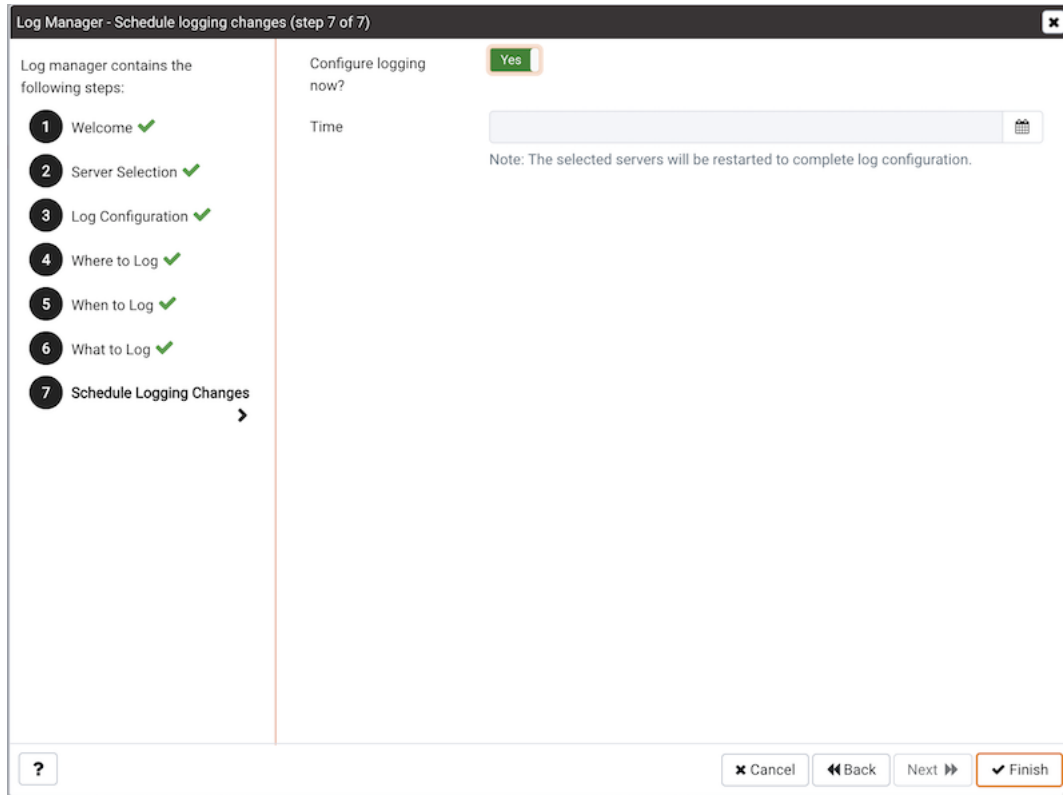 Log Manager - Schedule logging changes (step 7 of 7)
Log manager contains the
following steps:
1 Welcome
2 Server Selection
3 Log Configuration
4 Where to Log
5 When to Log
6 What to Log
7 Schedule Logging Changes
Configure logging
now?
Yes
Time
Note: The selected servers will be restarted to complete log configuration.
? Cancel Back Next Finish